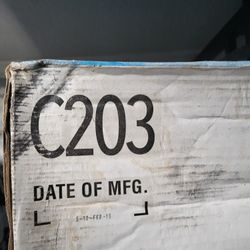 C203
DATE OF MFG.